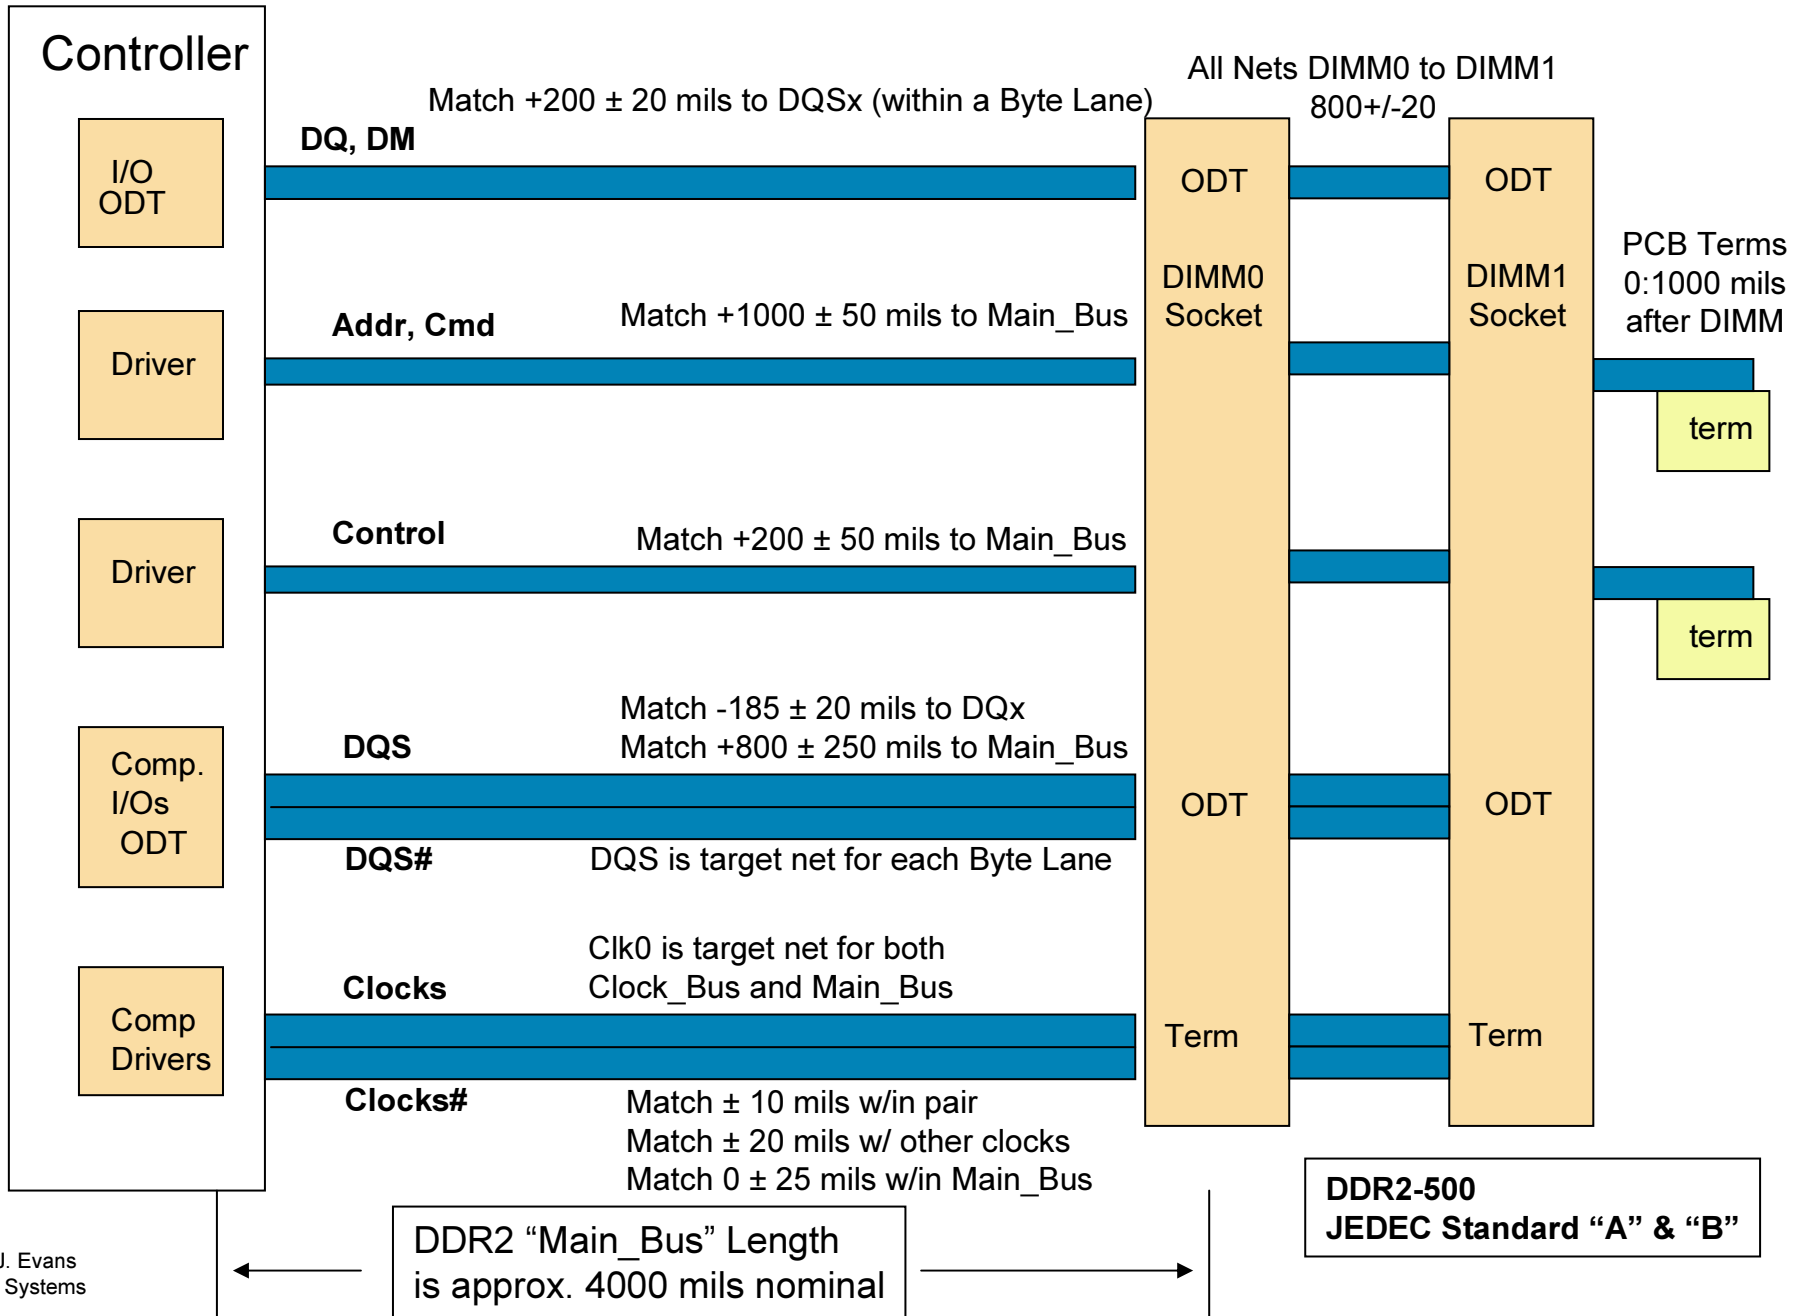 Controller
All Nets DIMM0 to DIMM1
800+/-20
Match +200 ± 20 mils to DQSx (within a Byte Lane)
DQ, DM
I/O
ODT
ODT
ODT
PCB Terms
0:1000 mils
after DIMM
DIMM0
Socket
DIMM1
Socket
Addr, Cmd
Match +1000 ± 50 mils to Main_Bus
Driver
term
Control
Match +200 ± 50 mils to Main_Bus
Driver
term
Match -185 ± 20 mils to DQx
DQS
Match +800 ± 250 mils to Main_Bus
Comp.
I/Os
ODT
ODT
ODT
DQS#
DQS is target net for each Byte Lane
Clk0 is target net for both
Clocks
Clock_Bus and Main_Bus
Comp
Drivers
Term
Term
Clocks#
Match ± 10 mils w/in pair
Match ± 20 mils w/ other clocks
Match 0 ± 25 mils w/in Main_Bus
DDR2-500
JEDEC Standard “A” & “B”
DDR2 “Main_Bus” Length
is approx. 4000 mils nominal
J. Evans
Systems